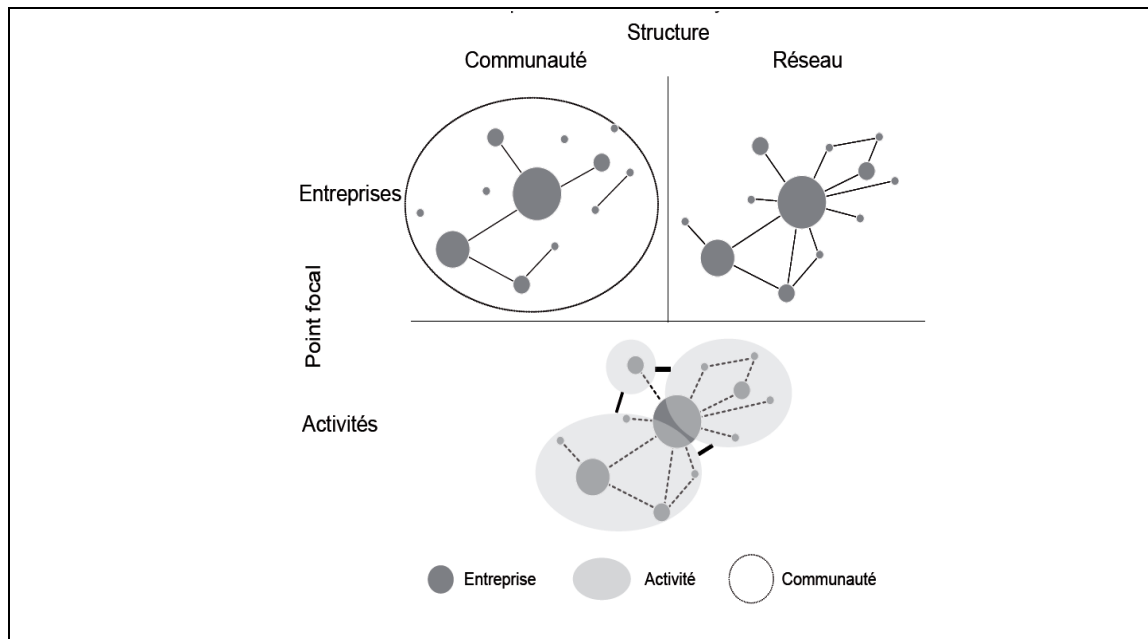 Structure
Communauté
Réseau
Entreprises
Point focal
Activités
Entreprise
Activité
Communauté